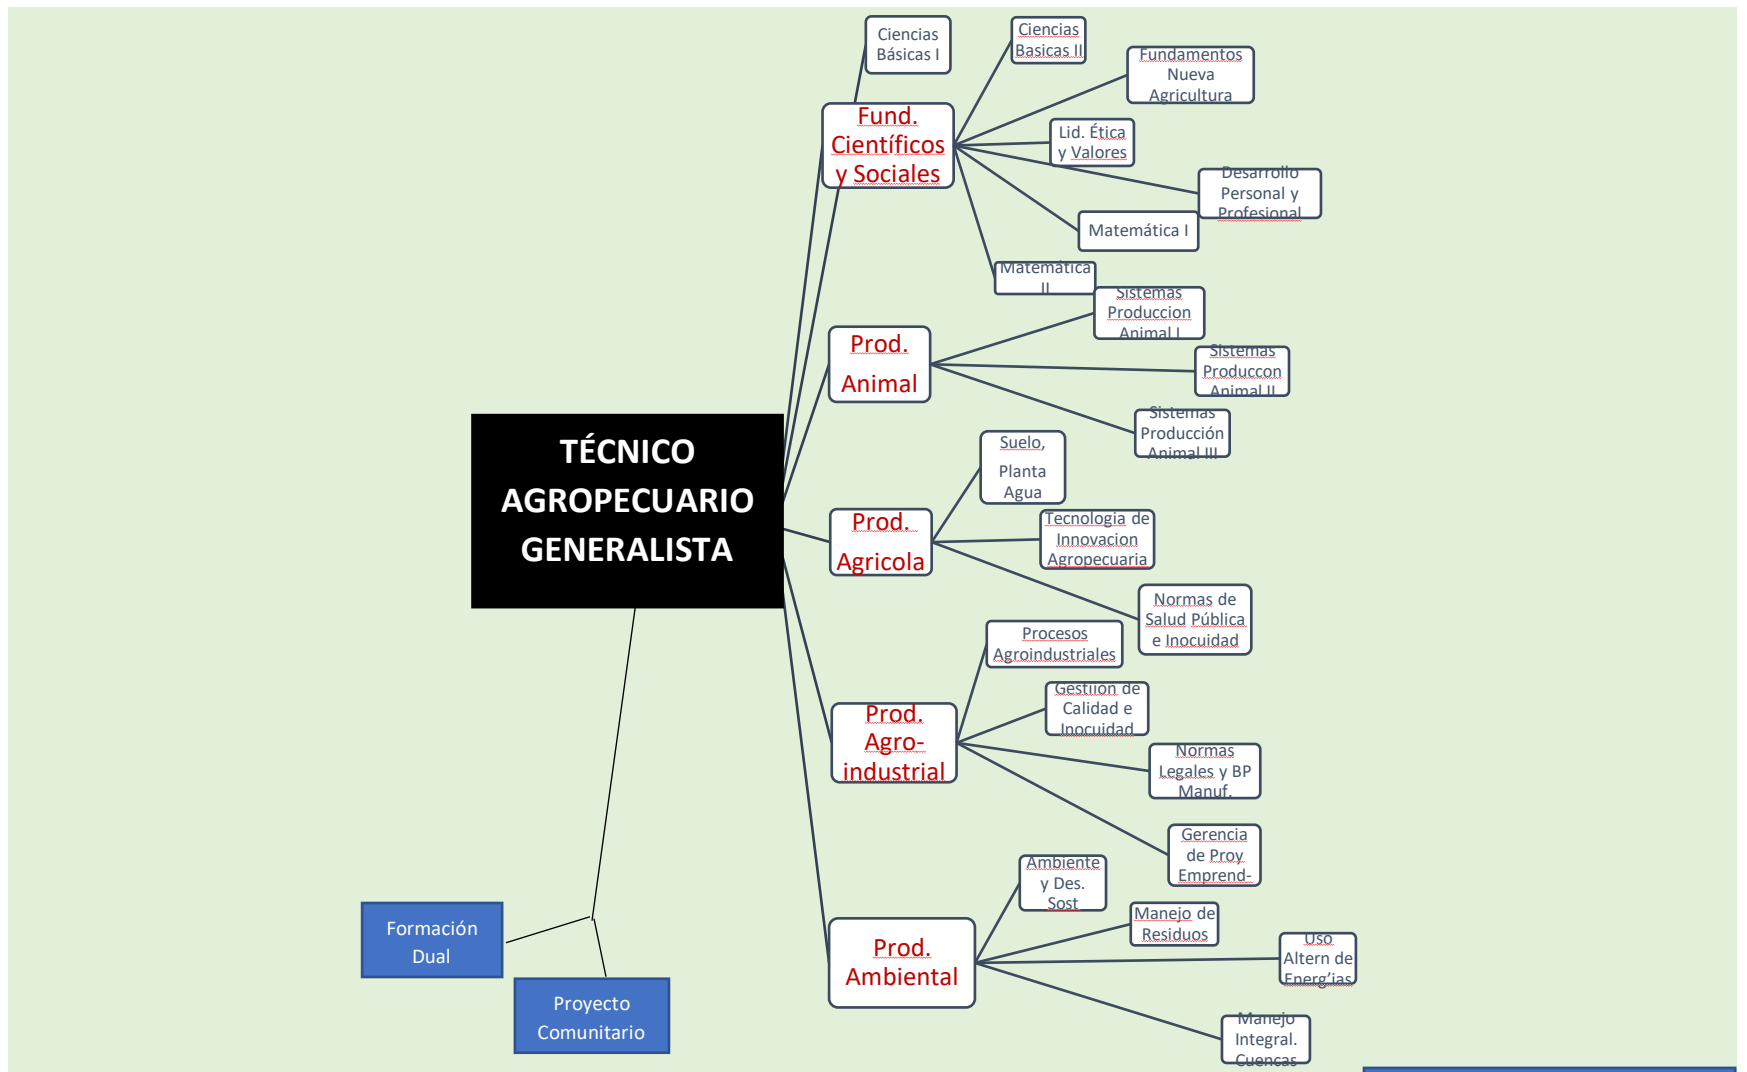 Ciencias
Básicas I
Ciencias
Basicas II
Fundamentos
Nueva
Agricultura
Fund.
Científicos
y Sociales
Lid. Ética
y Valores
Desarrollo
Personal y
Profesional
Matemática I
Matemática
II
Prod.
Animal
Sistemas
Produccion
Animal I
Sistemas
Produccon
Animal II
Sistemas
Producción
Animal III
TÉCNICO
AGROPECUARIO
GENERALISTA
Prod.
Agricola
Suelo,
Planta
Agua
Tecnologia de
Innovacion
Agropecuaria
Normas de
Salud Pública
e Inocuidad
Prod.
Agro-
industrial
Procesos
Agroindustriales
Gestiion de
Calidad e
Inocuidad
Normas
Legales y BP
Manuf.
Gerencia
de Proy
Emprend-
Prod.
Ambiental
Ambiente
y Des.
Sost
Manejo de
Residuos
Uso
Altern de
Energ’ias
Manejo
Integral.
Cuencas
Formación
Dual
Proyecto
Comunitario